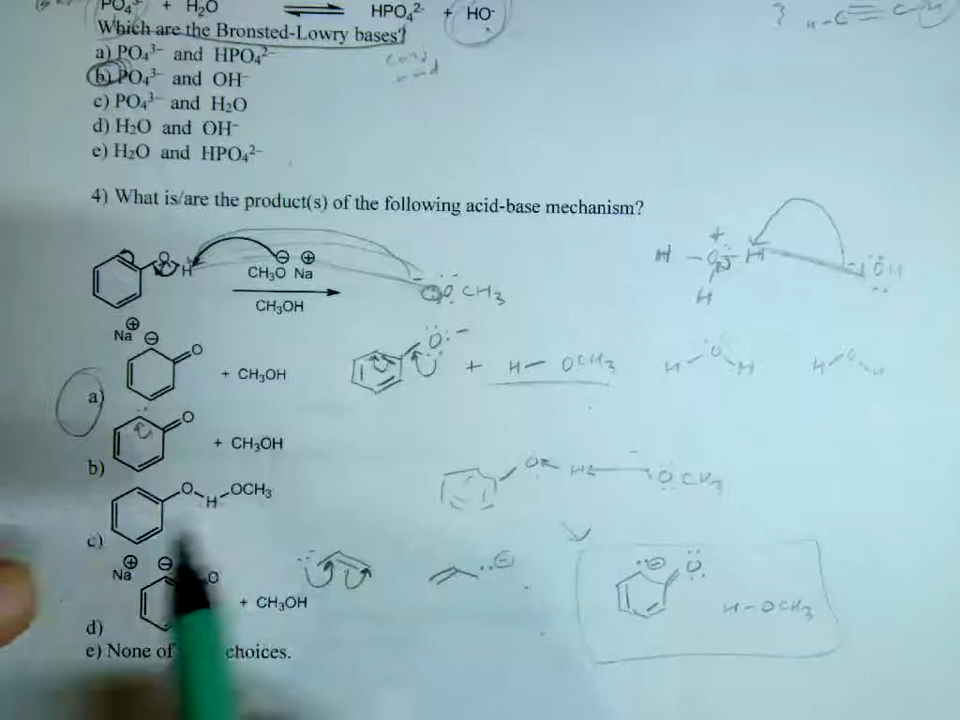 PO₄³⁻ + H₂O ⇌ HPO₄²⁻ + HO⁻
Which are the Bronsted-Lowry bases?
a) PO₄³⁻ and HPO₄²⁻
b) PO₄³⁻ and OH⁻
c) PO₄³⁻ and H₂O
d) H₂O and OH⁻
e) H₂O and HPO₄²⁻
4) What is/are the product(s) of the following acid-base mechanism?
O H
CH₃O Na
⊖ ⊕
CH₃OH
⁻OCH₃
H - O - H
+
H
⁻OH
Na ⊕ ⊖
O
+ CH₃OH
a)
O⁻ + H - OCH₃
H O H
O
+ CH₃OH
b)
O H OCH₃
c)
O H OCH₃
Na ⊕ ⊖
O
+ CH₃OH
d)
⊖
⊖ O
H-OCH₃
e) None of choices.